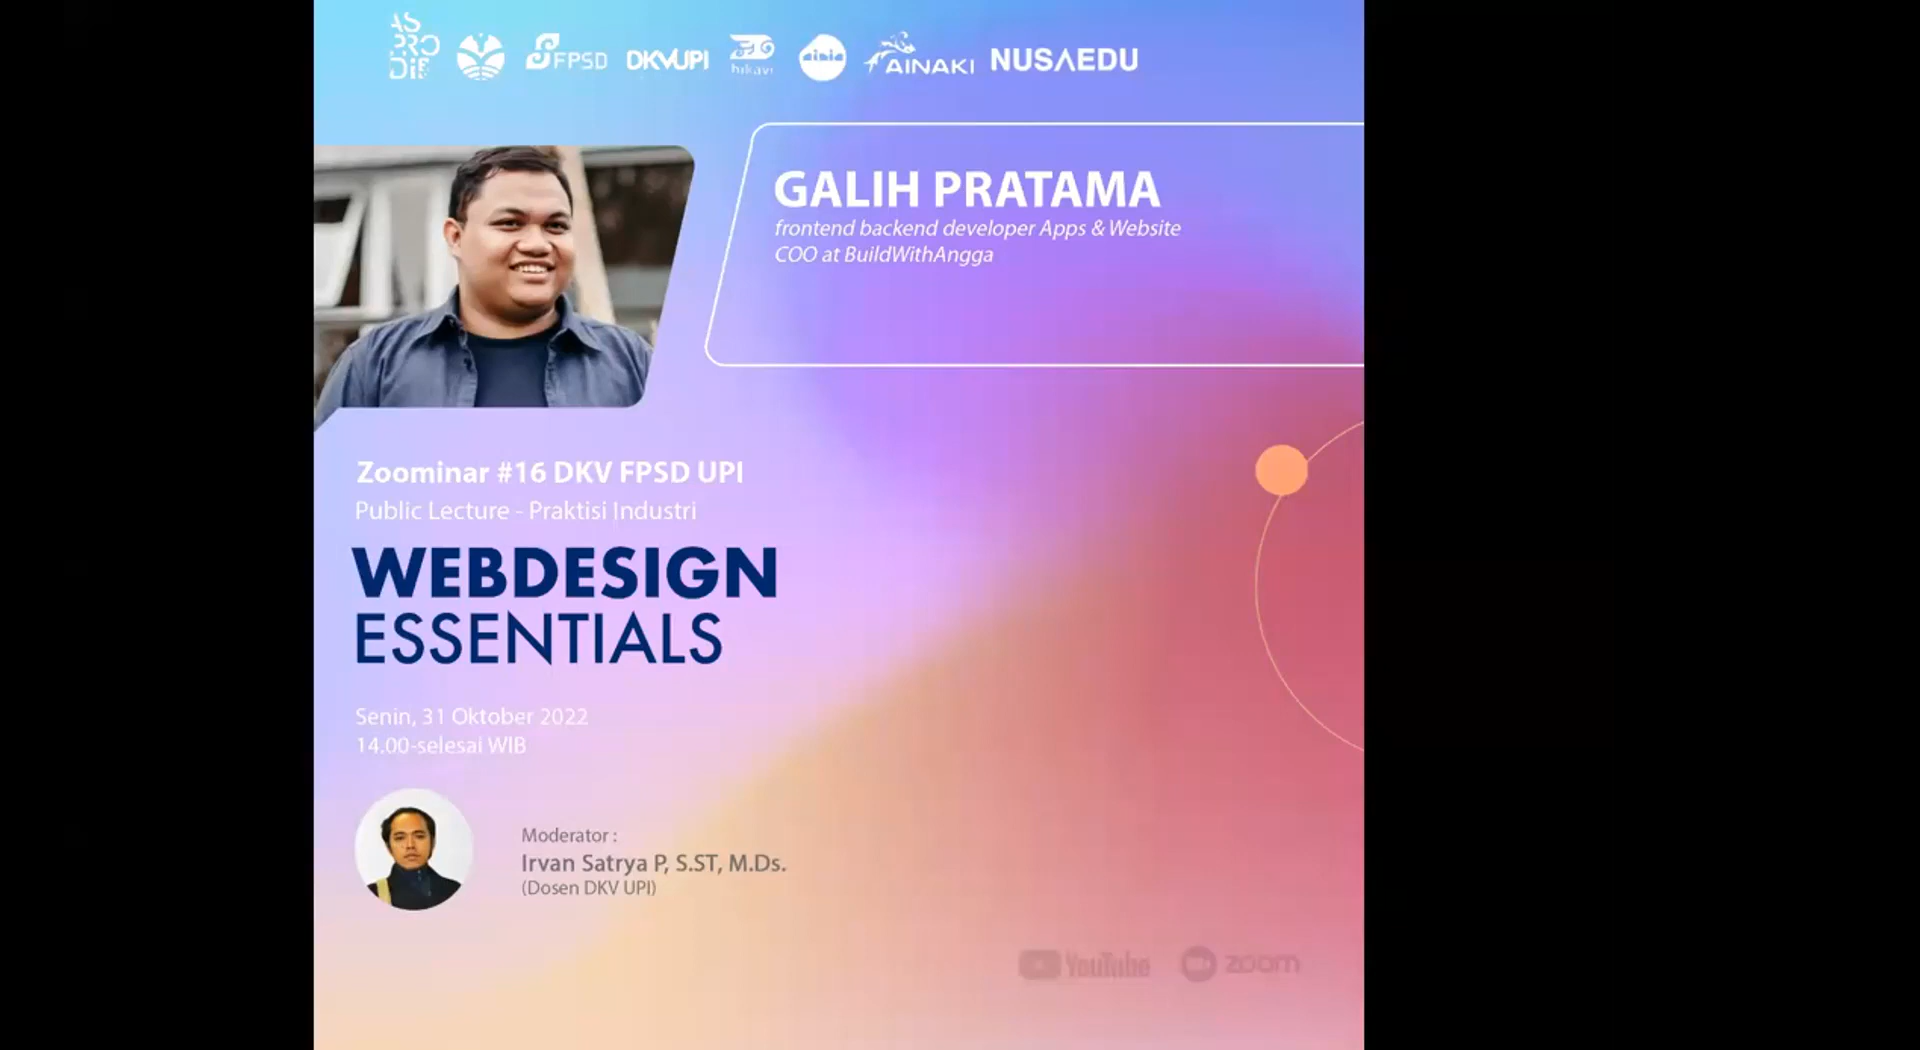 AS
PRO
DiF
FPSD
DKVUPI
hikavi
AINAKI
NUSAEDU
GALIH PRATAMA
frontend backend developer Apps & Website
COO at BuildWithAngga
Zoominar #16 DKV FPSD UPI
Public Lecture - Praktisi Industri
WEBDESIGN
ESSENTIALS
Senin, 31 Oktober 2022
14.00-selesai WIB
Moderator :
Irvan Satrya P, S.ST, M.Ds.
(Dosen DKV UPI)
YouTube
zoom